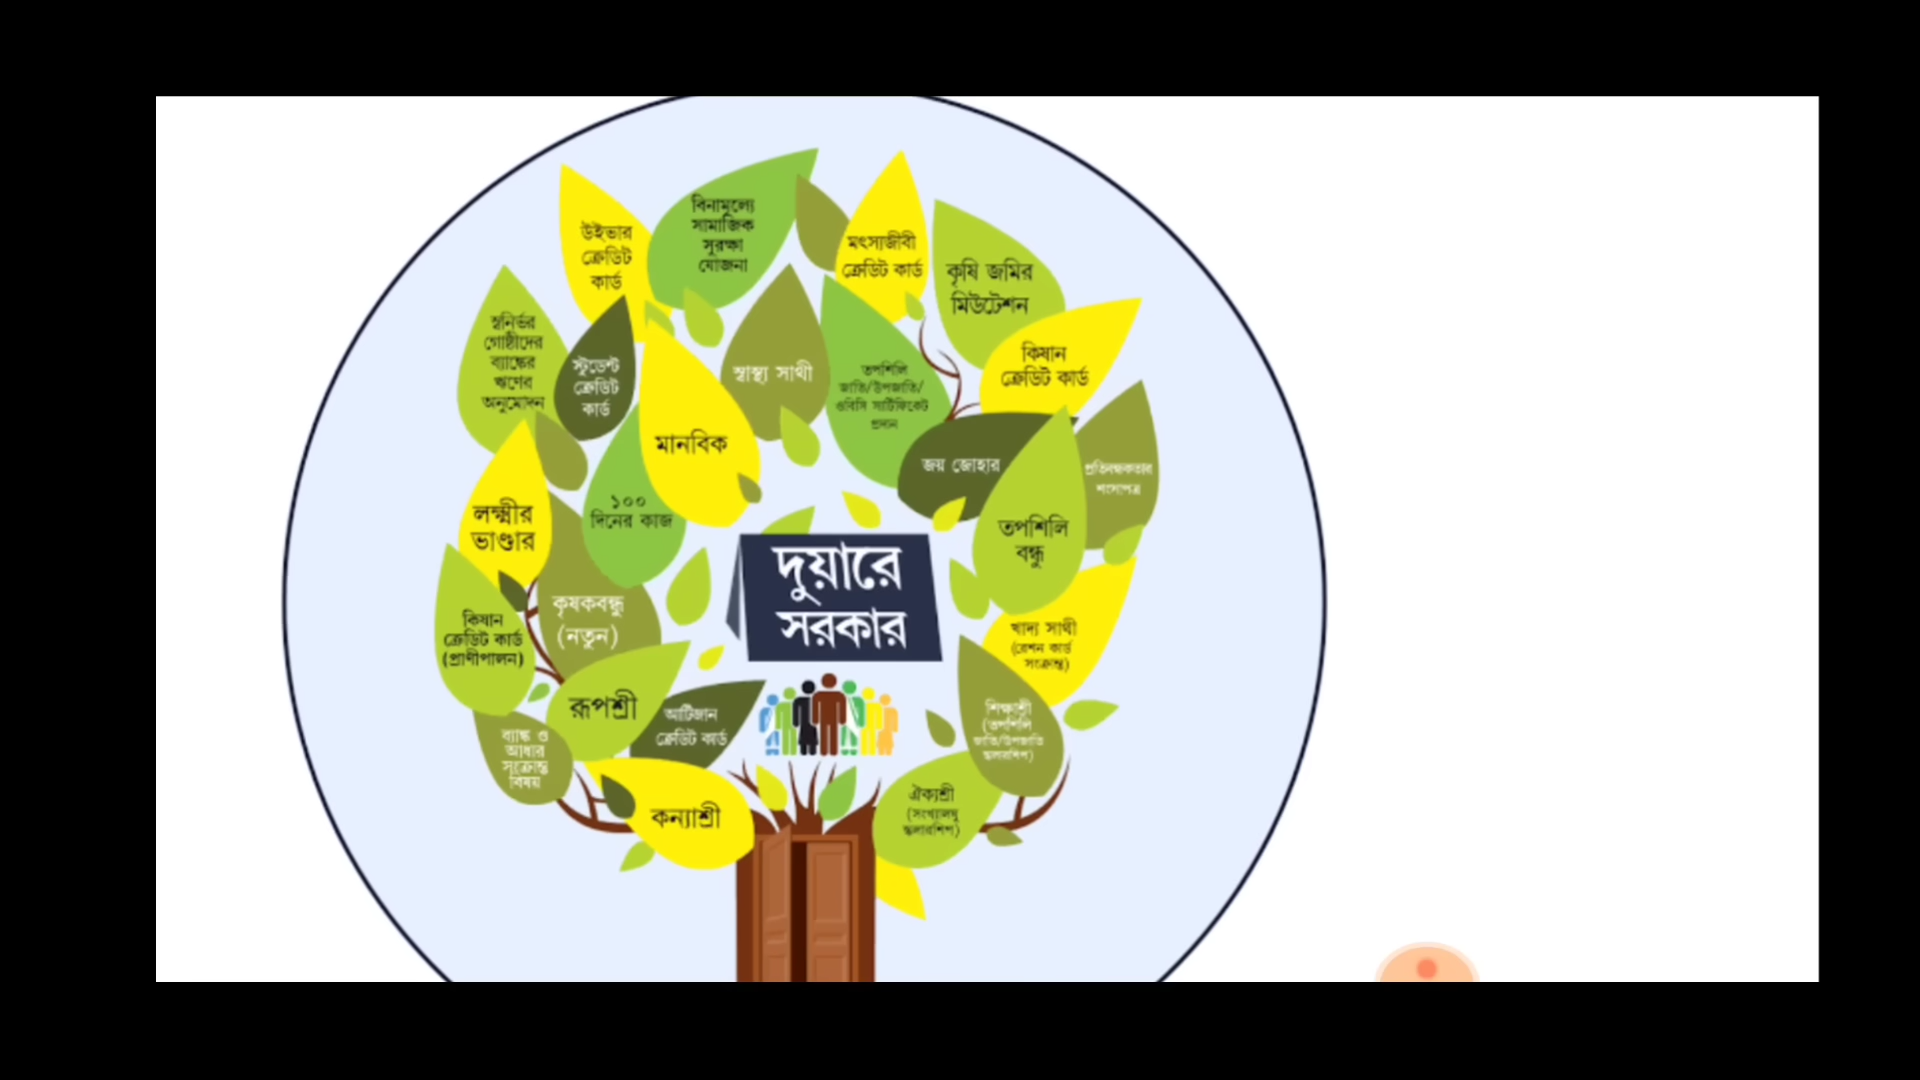 উইভার
ক্রেডিট
কার্ড
বিনামূল্যে
সামাজিক
সুরক্ষা
যোজনা
মৎস্যজীবী
ক্রেডিট কার্ড
কৃষি জমির
মিউটেশন
স্বনির্ভর
গোষ্ঠীদের
ব্যাঙ্কের
ঋণের
অনুমোদন
স্টুডেন্ট
ক্রেডিট
কার্ড
মানবিক
স্বাস্থ্য সাথী
তপশিলি
জাতি/উপজাতি/
ওবিসি সার্টিফিকেট
প্রদান
কিষান
ক্রেডিট কার্ড
জয় জোহার
প্রতিবন্ধকতার
শংসাপত্র
লক্ষ্মীর
ভাণ্ডার
১০০
দিনের কাজ
তপশিলি
বন্ধু
দুয়ারে
সরকার
কিষান
ক্রেডিট কার্ড
(প্রাণীপালন)
কৃষকবন্ধু
(নতুন)
খাদ্য সাথী
(রেশন কার্ড
সংক্রান্ত)
রূপশ্রী
আর্টিজান
ক্রেডিট কার্ড
শিক্ষাশ্রী
(তপশিলি
জাতি/উপজাতি
স্কলারশিপ)
ব্যাঙ্ক ও
আধার
সংক্রান্ত
বিষয়
কন্যাশ্রী
ঐক্যশ্রী
(সংখ্যালঘু
স্কলারশিপ)